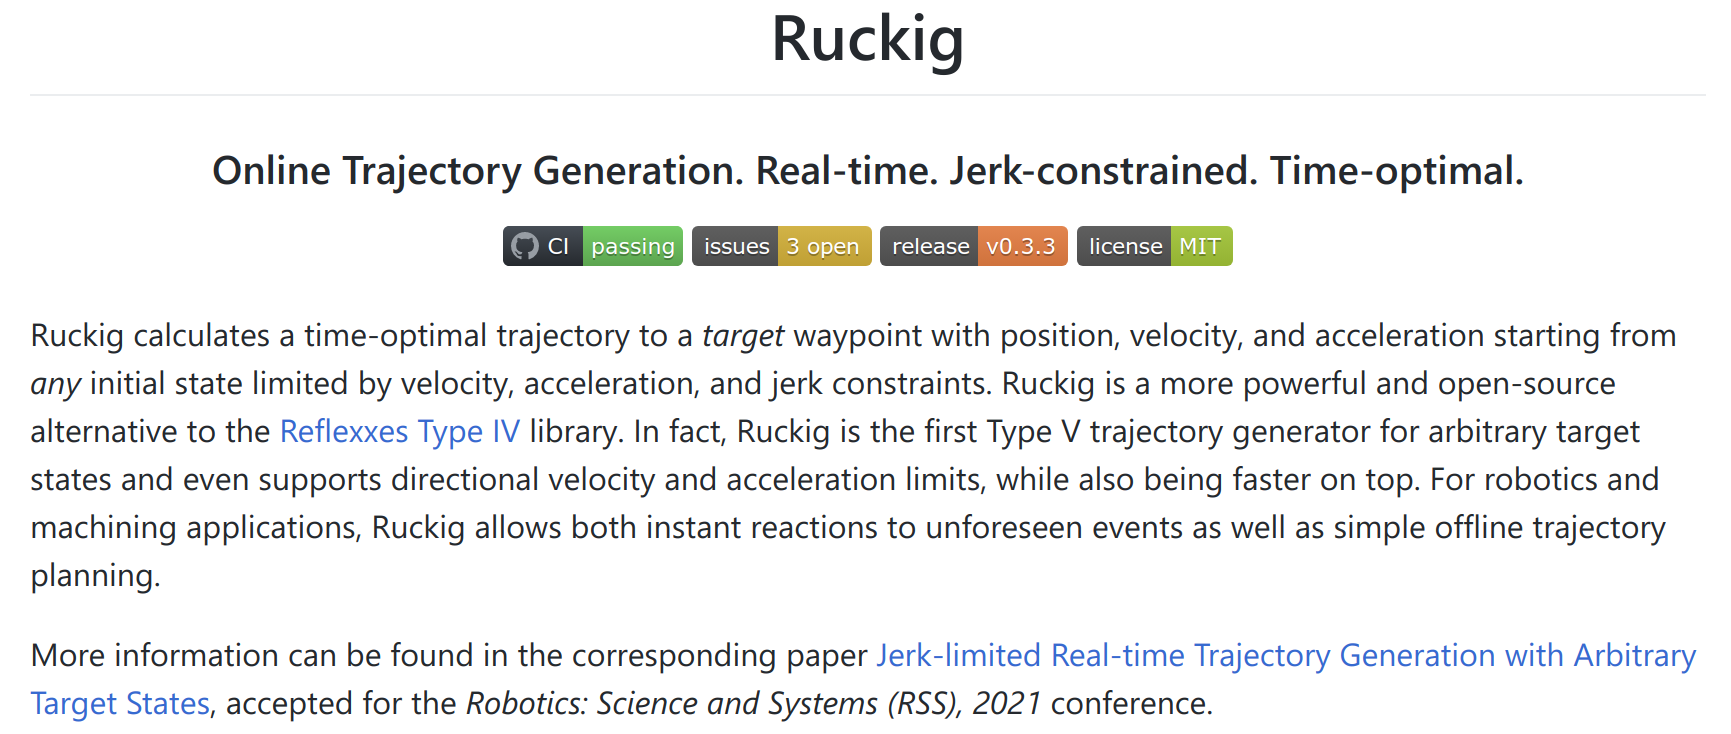 Ruckig
Online Trajectory Generation. Real-time. Jerk-constrained. Time-optimal.
CI passing issues 3 open release v0.3.3 license MIT
Ruckig calculates a time-optimal trajectory to a target waypoint with position, velocity, and acceleration starting from
any initial state limited by velocity, acceleration, and jerk constraints. Ruckig is a more powerful and open-source
alternative to the Reflexxes Type IV library. In fact, Ruckig is the first Type V trajectory generator for arbitrary target
states and even supports directional velocity and acceleration limits, while also being faster on top. For robotics and
machining applications, Ruckig allows both instant reactions to unforeseen events as well as simple offline trajectory
planning.
More information can be found in the corresponding paper Jerk-limited Real-time Trajectory Generation with Arbitrary
Target States, accepted for the Robotics: Science and Systems (RSS), 2021 conference.